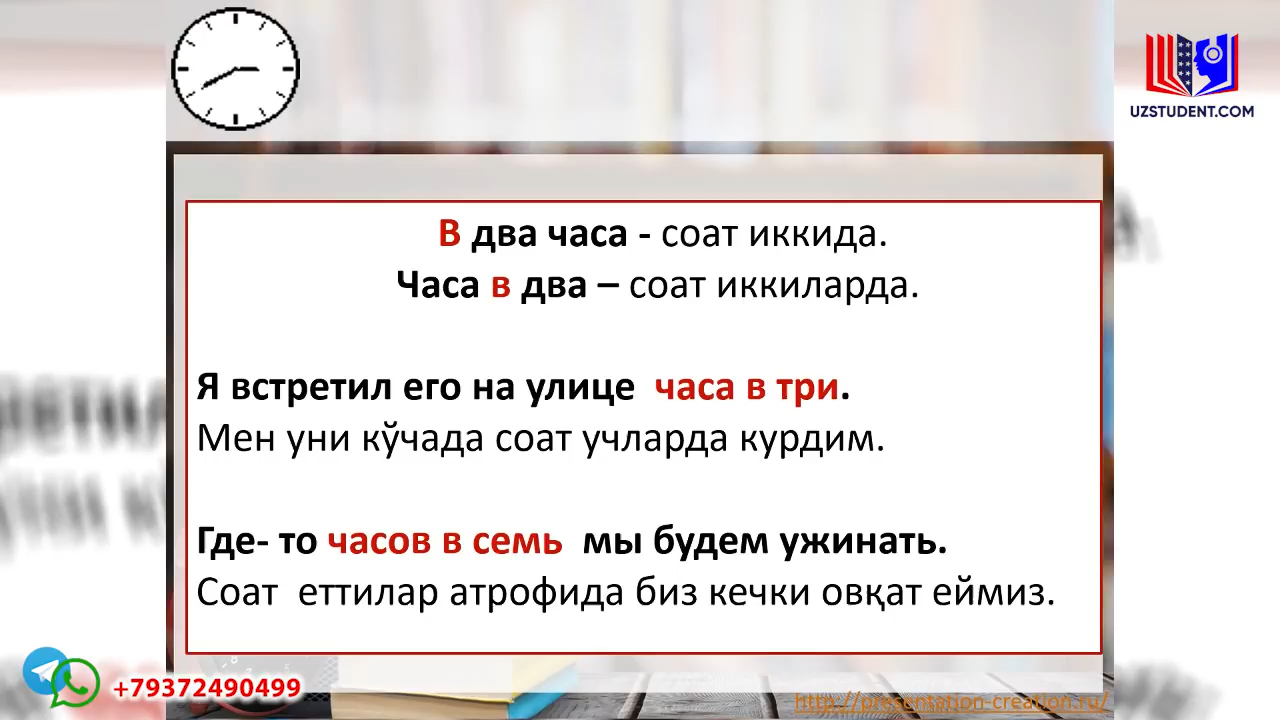 UZSTUDENT.COM
В два часа - соат иккида.
Часа в два – соат иккиларда.
Я встретил его на улице часа в три.
Мен уни кўчада соат учларда курдим.
Где- то часов в семь мы будем ужинать.
Соат еттилар атрофида биз кечки овқат еймиз.
+79372490499
http://presentation-creation.ru/